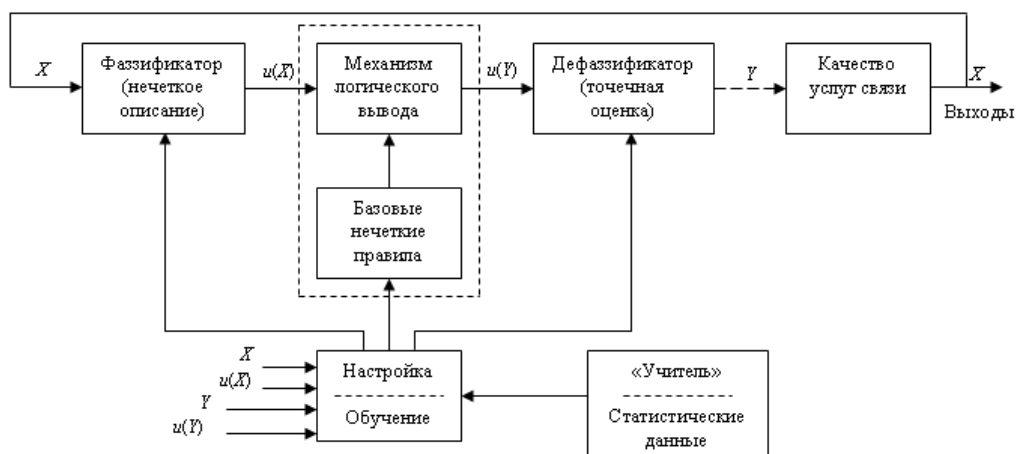 X
Фаззификатор
(нечеткое
описание)
u(X)
Механизм
логического
вывода
u(Y)
Дефаззификатор
(точечная
оценка)
Y
Качество
услуг связи
X
Выходы
Базовые
нечеткие
правила
X
u(X)
Y
u(Y)
Настройка
Обучение
«Учитель»
Статистические
данные